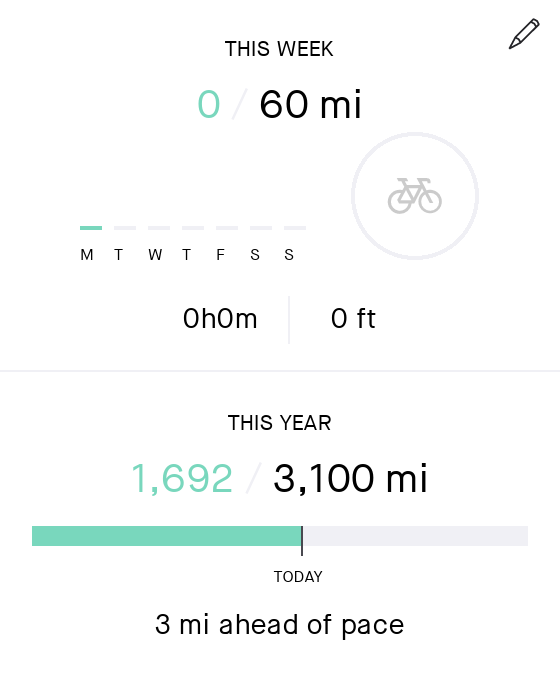 THIS WEEK
0 / 60 mi
M T W T F S S
0h0m 0 ft
THIS YEAR
1,692 / 3,100 mi
TODAY
3 mi ahead of pace